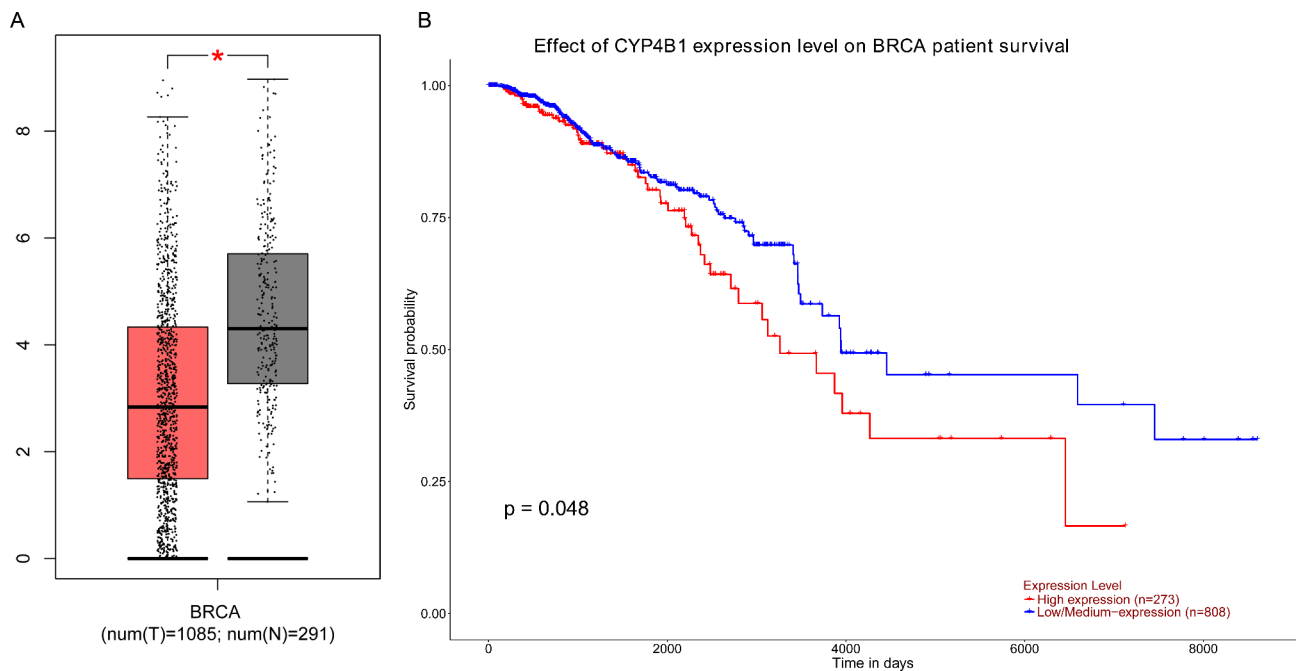 A
B
*
8
6
4
2
0
BRCA
(num(T)=1085; num(N)=291)
Effect of CYP4B1 expression level on BRCA patient survival
Survival probability
1.00
0.75
0.50
0.25
0.00
p = 0.048
Expression Level
High expression (n=273)
Low/Medium−expression (n=808)
0
2000
4000
6000
8000
Time in days